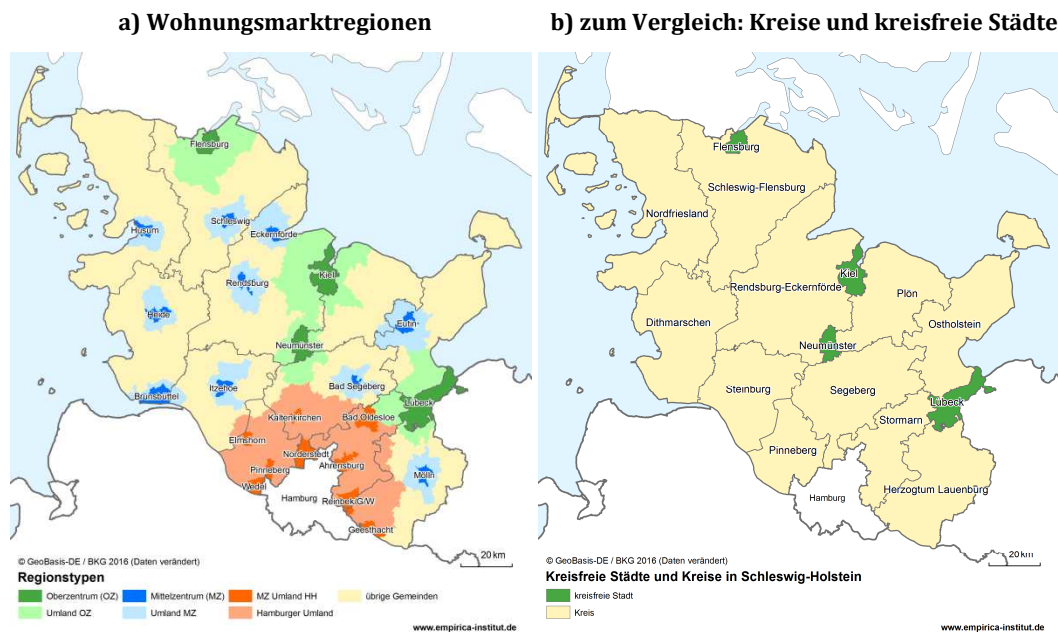 a) Wohnungsmarktregionen
Flensburg
Schleswig
Husum
Eckernförde
Kiel
Rendsburg
Heide
Eutin
Neumünster
Itzehoe
Bad Segeberg
Brunsbüttel
Lübeck
Kaltenkirchen
Bad Oldesloe
Elmshorn
Norderstedt
Ahrensburg
Pinneberg
Mölln
Wedel
Hamburg
Reinbek/G/W
Geesthacht
20 km
© GeoBasis-DE / BKG 2016 (Daten verändert)
Regionstypen
Oberzentrum (OZ)
Mittelzentrum (MZ)
MZ Umland HH
übrige Gemeinden
Umland OZ
Umland MZ
Hamburger Umland
www.empirica-institut.de
b) zum Vergleich: Kreise und kreisfreie Städte
Flensburg
Schleswig-Flensburg
Nordfriesland
Kiel
Rendsburg-Eckernförde
Plön
Dithmarschen
Ostholstein
Neumünster
Steinburg
Segeberg
Lübeck
Stormarn
Pinneberg
Herzogtum Lauenburg
Hamburg
20 km
© GeoBasis-DE / BKG 2016 (Daten verändert)
Kreisfreie Städte und Kreise in Schleswig-Holstein
kreisfreie Stadt
Kreis
www.empirica-institut.de